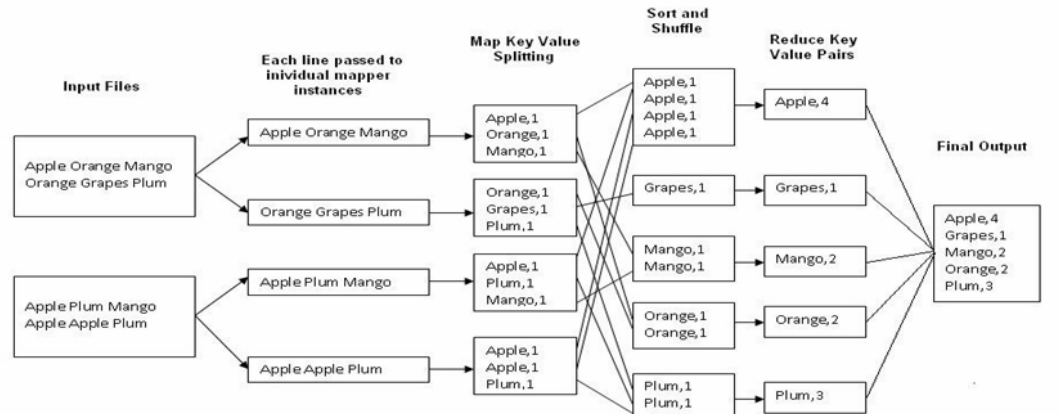 Input Files
Each line passed to
inividual mapper
instances
Map Key Value
Splitting
Sort and
Shuffle
Reduce Key
Value Pairs
Final Output
Apple Orange Mango
Orange Grapes Plum
Apple Plum Mango
Apple Apple Plum
Apple Orange Mango
Orange Grapes Plum
Apple Plum Mango
Apple Apple Plum
Apple,1
Orange,1
Mango,1
Orange,1
Grapes,1
Plum,1
Apple,1
Plum,1
Mango,1
Apple,1
Apple,1
Plum,1
Apple,1
Apple,1
Apple,1
Apple,1
Grapes,1
Mango,1
Mango,1
Orange,1
Orange,1
Plum,1
Plum,1
Apple,4
Grapes,1
Mango,2
Orange,2
Plum,3
Apple,4
Grapes,1
Mango,2
Orange,2
Plum,3